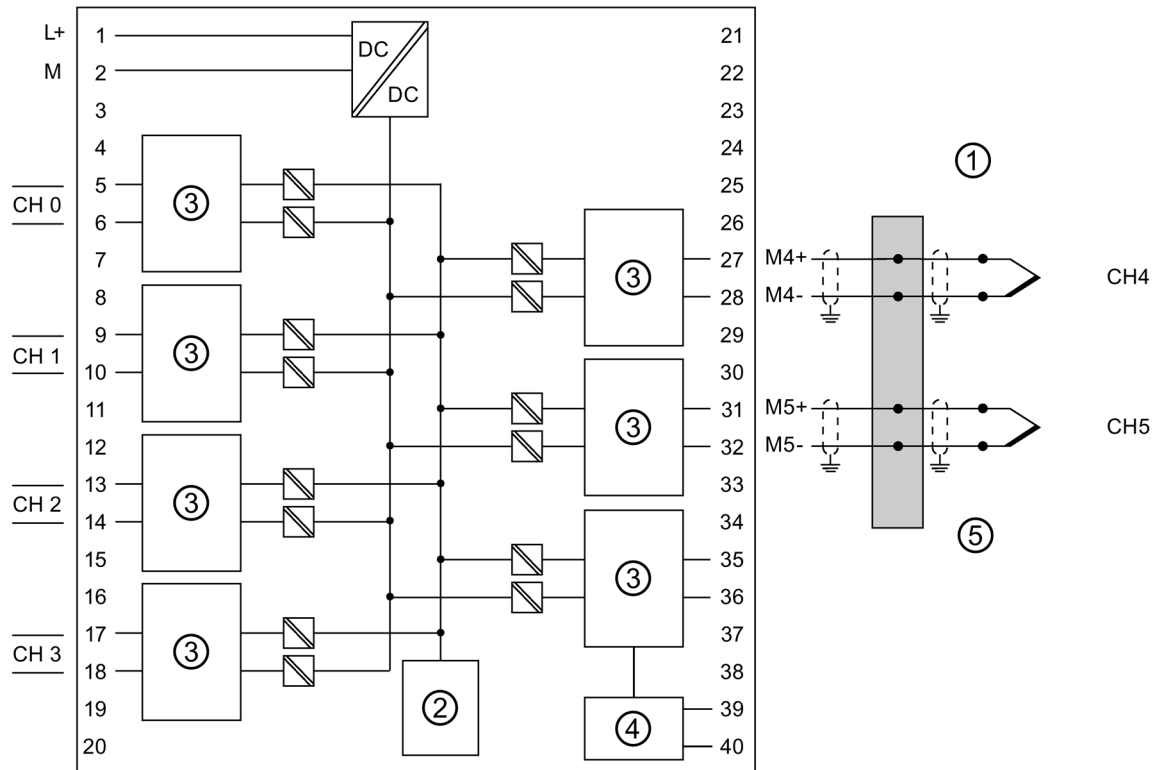 L+ 1 DC 21
M 2 DC 22
3 23
4 24 ①
CH 0 5 ③ 25
6 26
7 ③ 27 M4+ CH4
8 28 M4-
CH 1 9 ③ 29
10 30
11 ③ 31 M5+ CH5
12 32 M5-
CH 2 13 ③ 33
14 34 ⑤
15 ③ 35
16 36
CH 3 17 ③ 37
18 38
19 ② ④ 39
20 40